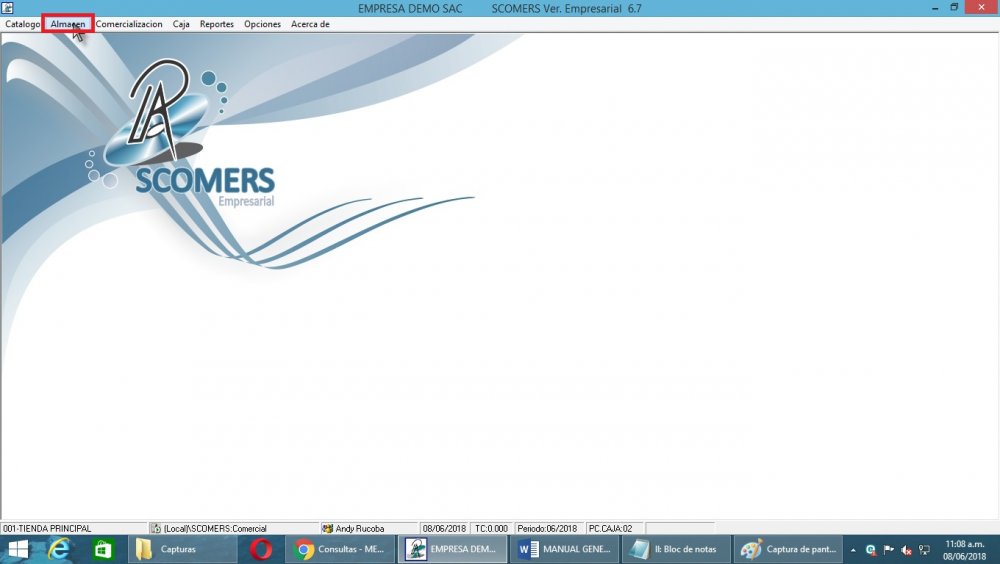 EMPRESA DEMO SAC SCOMERS Ver. Empresarial 6.7
Catalogo Almacen Comercializacion Caja Reportes Opciones Acerca de
SCOMERS
Empresarial
001-TIENDA PRINCIPAL (Local)\SCOMERS:Comercial Andy Rucoba 08/06/2018 TC:0.000 Periodo:06/2018 PC.CAJA:02
Capturas Consultas - ME... EMPRESA DEM... MANUAL GENE... II: Bloc de notas Captura de pant... 11:08 a.m.
08/06/2018